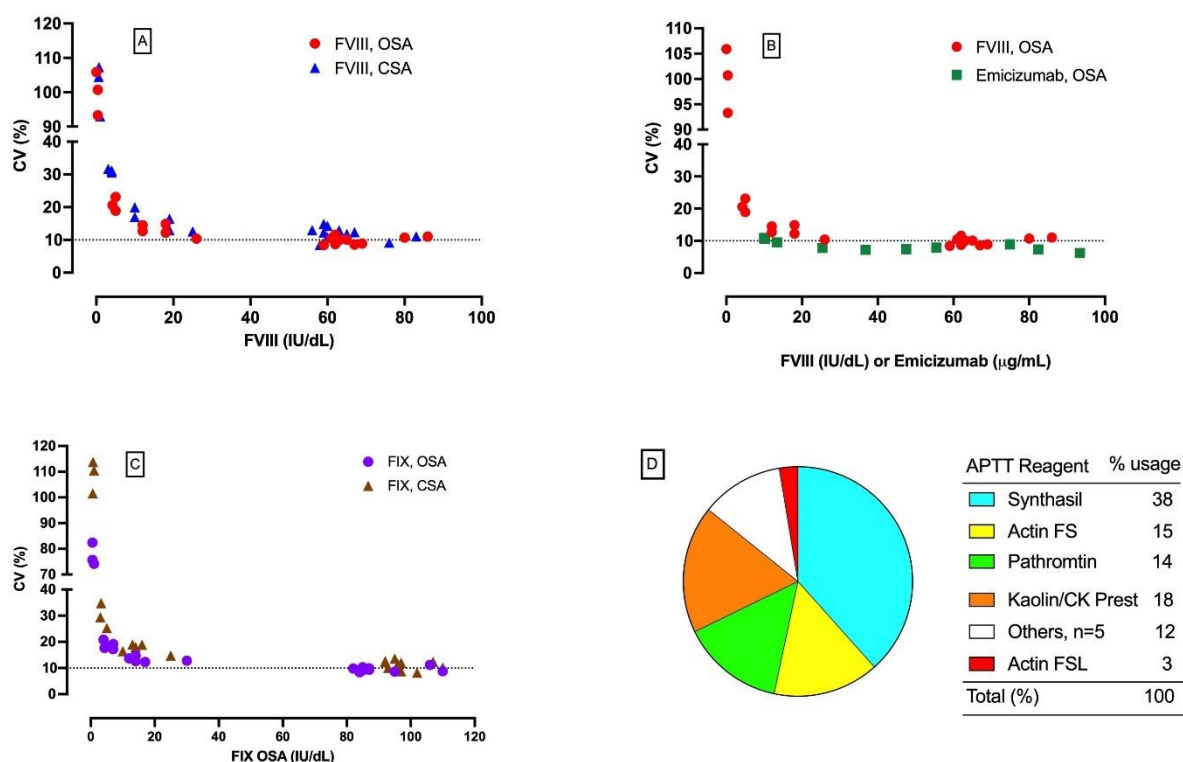 A
FVIII, OSA
FVIII, CSA
CV (%)
120
110
100
90
40
30
20
10
0
0 20 40 60 80 100
FVIII (IU/dL)
B
FVIII, OSA
Emicizumab, OSA
CV (%)
110
105
100
95
90
40
30
20
10
0
0 20 40 60 80 100
FVIII (IU/dL) or Emicizumab (μg/mL)
C
FIX, OSA
FIX, CSA
CV (%)
120
110
100
90
80
70
40
30
20
10
0
0 20 40 60 80 100 120
FIX OSA (IU/dL)
D
APTT Reagent % usage
Synthasil 38
Actin FS 15
Pathromtin 14
Kaolin/CK Prest 18
Others, n=5 12
Actin FSL 3
Total (%) 100